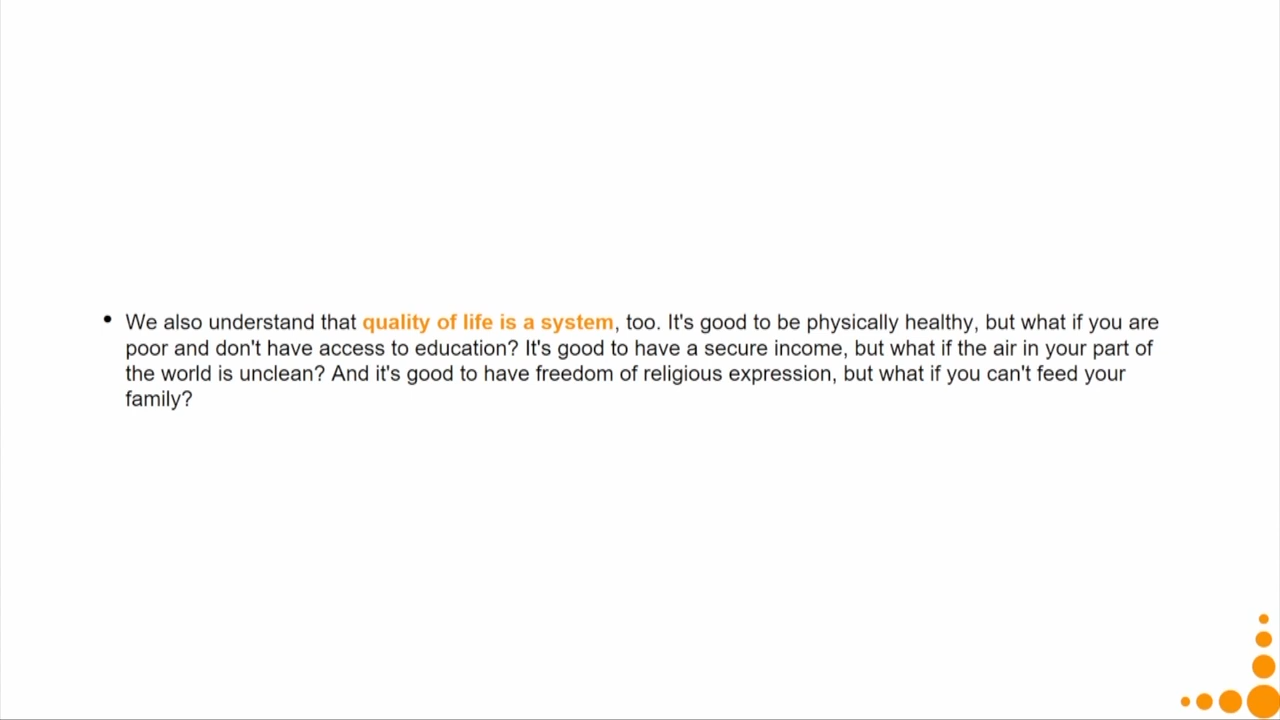 • We also understand that quality of life is a system, too. It's good to be physically healthy, but what if you are
poor and don't have access to education? It's good to have a secure income, but what if the air in your part of
the world is unclean? And it's good to have freedom of religious expression, but what if you can't feed your
family?